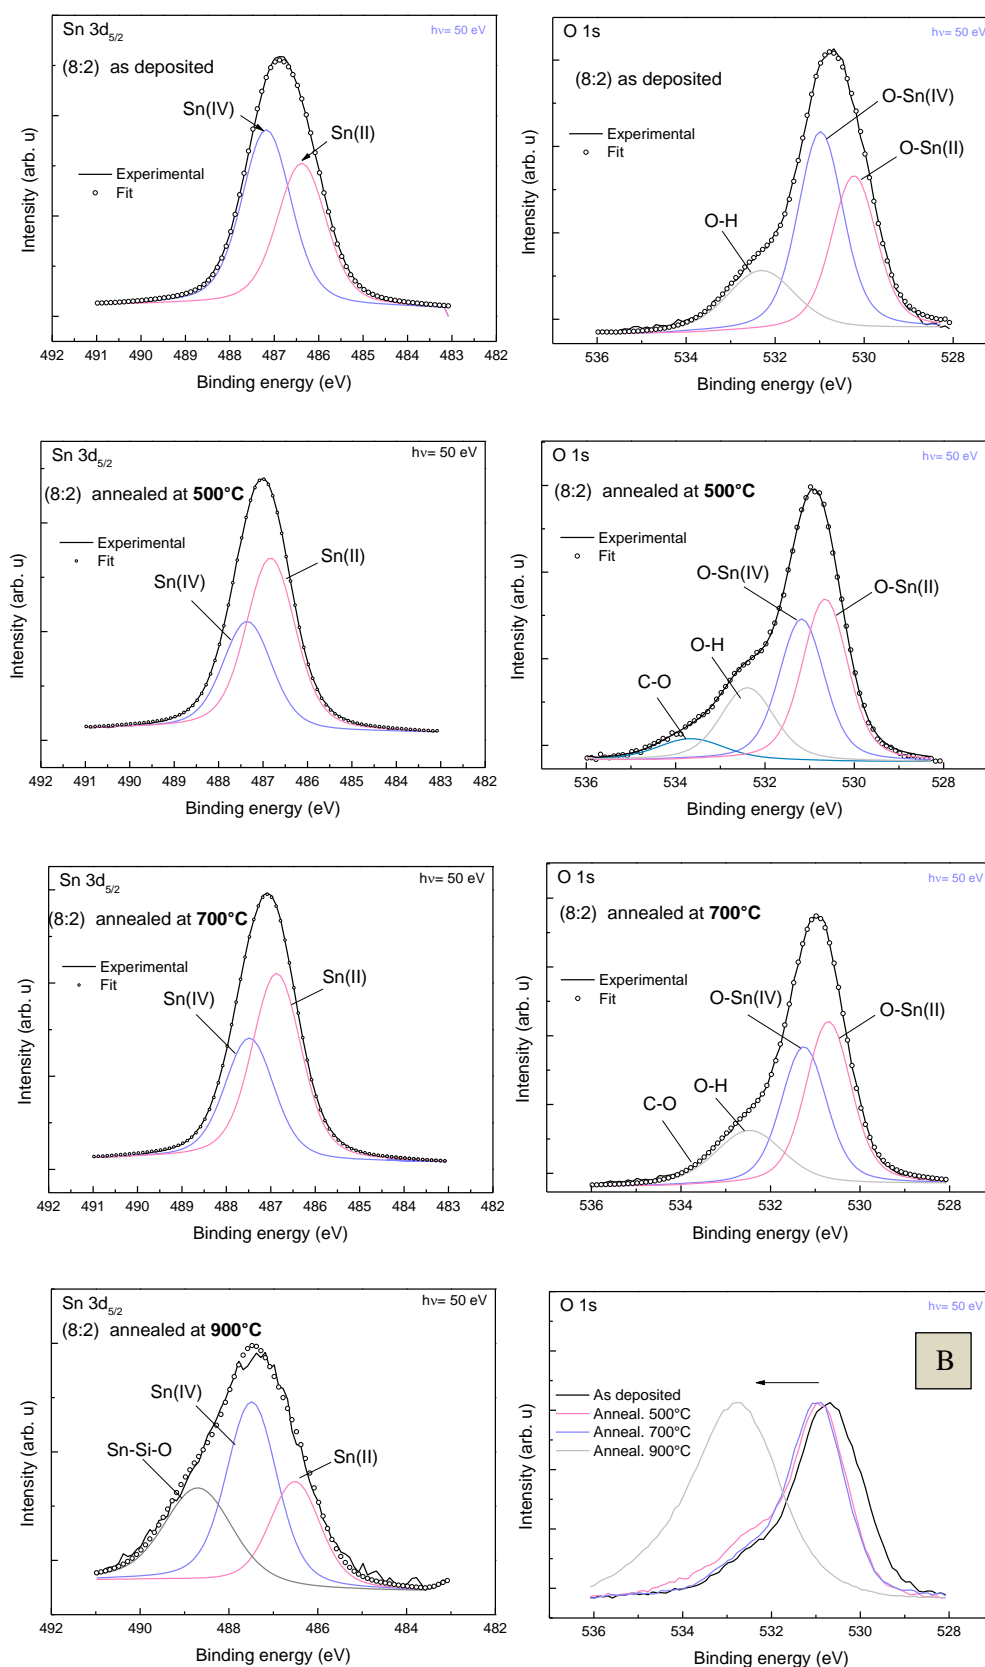 Sn 3d5/2
hν= 50 eV
(8:2) as deposited
Sn(IV)
Sn(II)
Experimental
Fit
Intensity (arb. u)
492 491 490 489 488 487 486 485 484 483 482
Binding energy (eV)
O 1s
hν= 50 eV
(8:2) as deposited
O-Sn(IV)
Experimental
Fit
O-Sn(II)
O-H
Intensity (arb. u)
536 534 532 530 528
Binding energy (eV)
Sn 3d5/2
hν= 50 eV
(8:2) annealed at 500°C
Experimental
Fit
Sn(II)
Sn(IV)
Intensity (arb. u)
492 491 490 489 488 487 486 485 484 483 482
Binding energy (eV)
O 1s
hν= 50 eV
(8:2) annealed at 500°C
Experimental
Fit
O-Sn(IV)
O-Sn(II)
O-H
C-O
Intensity (arb. u)
536 534 532 530 528
Binding energy (eV)
Sn 3d5/2
hν= 50 eV
(8:2) annealed at 700°C
Experimental
Fit
Sn(II)
Sn(IV)
Intensity (arb. u)
492 491 490 489 488 487 486 485 484 483 482
Binding energy (eV)
O 1s
hν= 50 eV
(8:2) annealed at 700°C
Experimental
Fit
O-Sn(IV)
O-Sn(II)
O-H
C-O
Intensity (arb. u)
536 534 532 530 528
Binding energy (eV)
Sn 3d5/2
hν= 50 eV
(8:2) annealed at 900°C
Sn(IV)
Sn-Si-O
Sn(II)
Intensity (arb. u)
492 491 490 489 488 487 486 485 484 483 482
Binding energy (eV)
O 1s
hν= 50 eV
B
As deposited
Anneal. 500°C
Anneal. 700°C
Anneal. 900°C
Intensity (arb. u)
536 534 532 530 528
Binding energy (eV)